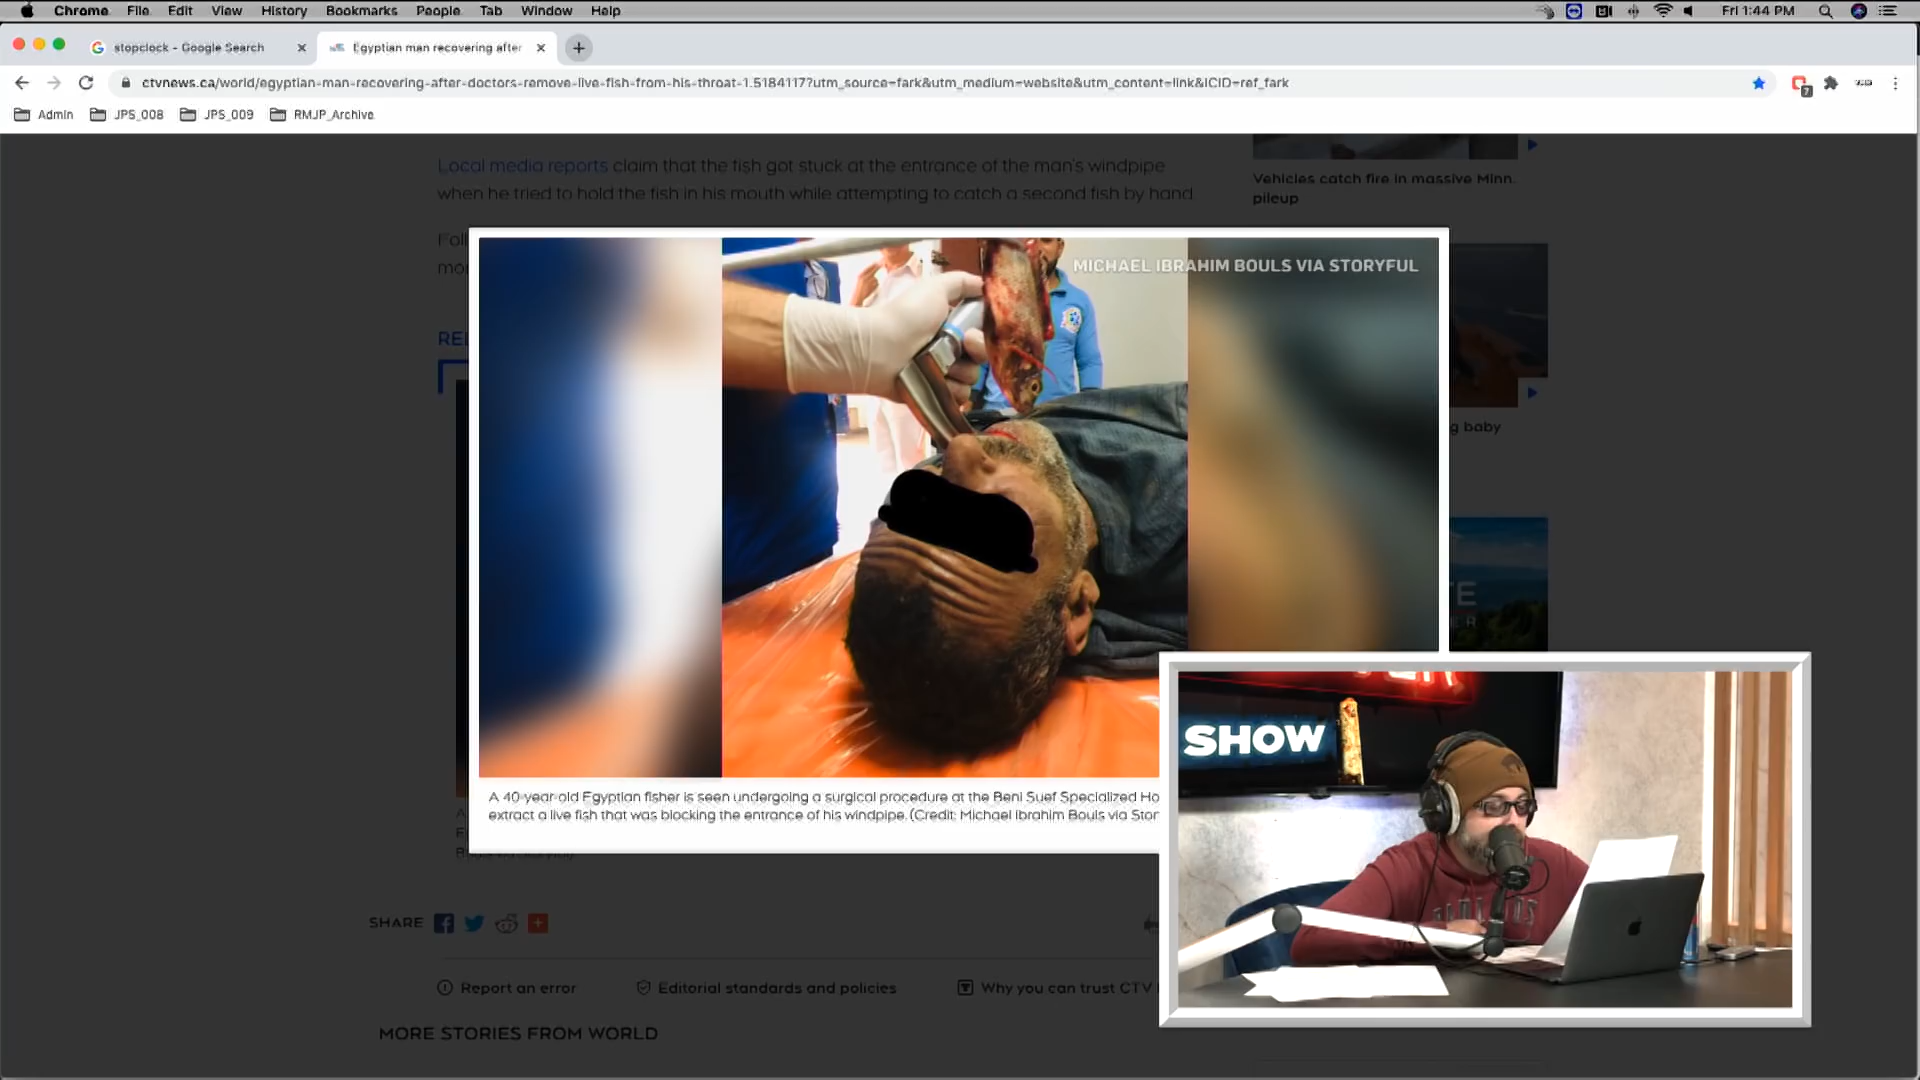 Chrome File Edit View History Bookmarks People Tab Window Help
Fri 1:44 PM
stopclock - Google Search
Egyptian man recovering after
ctvnews.ca/world/egyptian-man-recovering-after-doctors-remove-live-fish-from-his-throat-1.5184117?utm_source=fark&utm_medium=website&utm_content=link&ICID=ref_fark
7
Admin JPS_008 JPS_009 RMJP_Archive
Local media reports claim that the fish got stuck at the entrance of the man's windpipe
when he tried to hold the fish in his mouth while attempting to catch a second fish by hand.
Vehicles catch fire in massive Minn.
pileup
MICHAEL IBRAHIM BOULS VIA STORYFUL
g baby
SHOW
A 40-year-old Egyptian fisher is seen undergoing a surgical procedure at the Beni Suef Specialized Ho
extract a live fish that was blocking the entrance of his windpipe. (Credit: Michael Ibrahim Bouls via Stor
SHARE
Report an error Editorial standards and policies Why you can trust CTV
MORE STORIES FROM WORLD